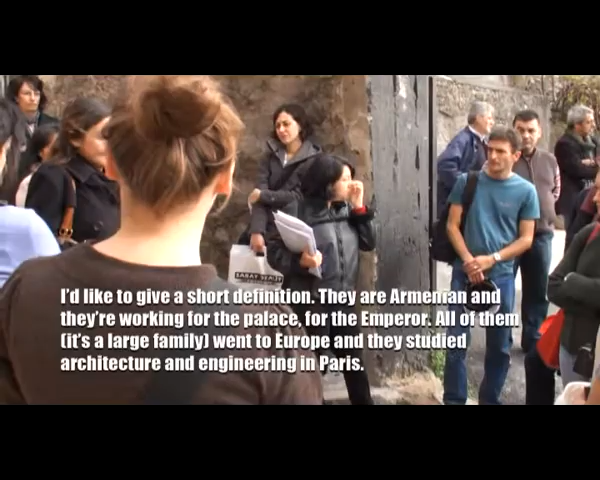 I'd like to give a short definition. They are Armenian and
they're working for the palace, for the Emperor. All of them
(it's a large family) went to Europe and they studied
architecture and engineering in Paris.